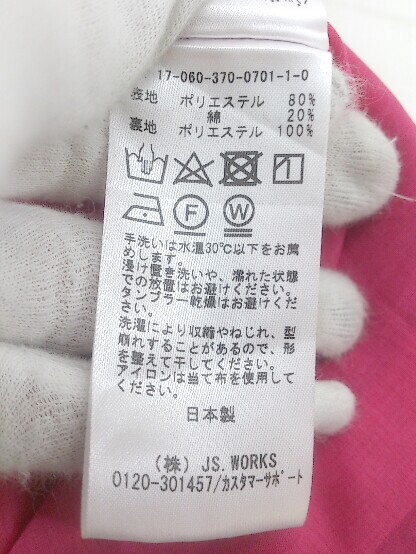 17-060-370-0701-1-0
表地 ポリエステル 80%
綿 20%
裏地 ポリエステル 100%
F W
手洗いは水温30℃以下をお薦
めします。
浸け置き洗いや、濡れた状態
での放置はお避けください。
タンブラー乾燥はお避けくだ
さい。
洗濯により収縮やねじれ、型
崩れすることがあるので、形
を整えて干してください。
アイロンは当て布を使用して
ください。
日本製
(株) JS.WORKS
0120-301457/カスタマーサポート